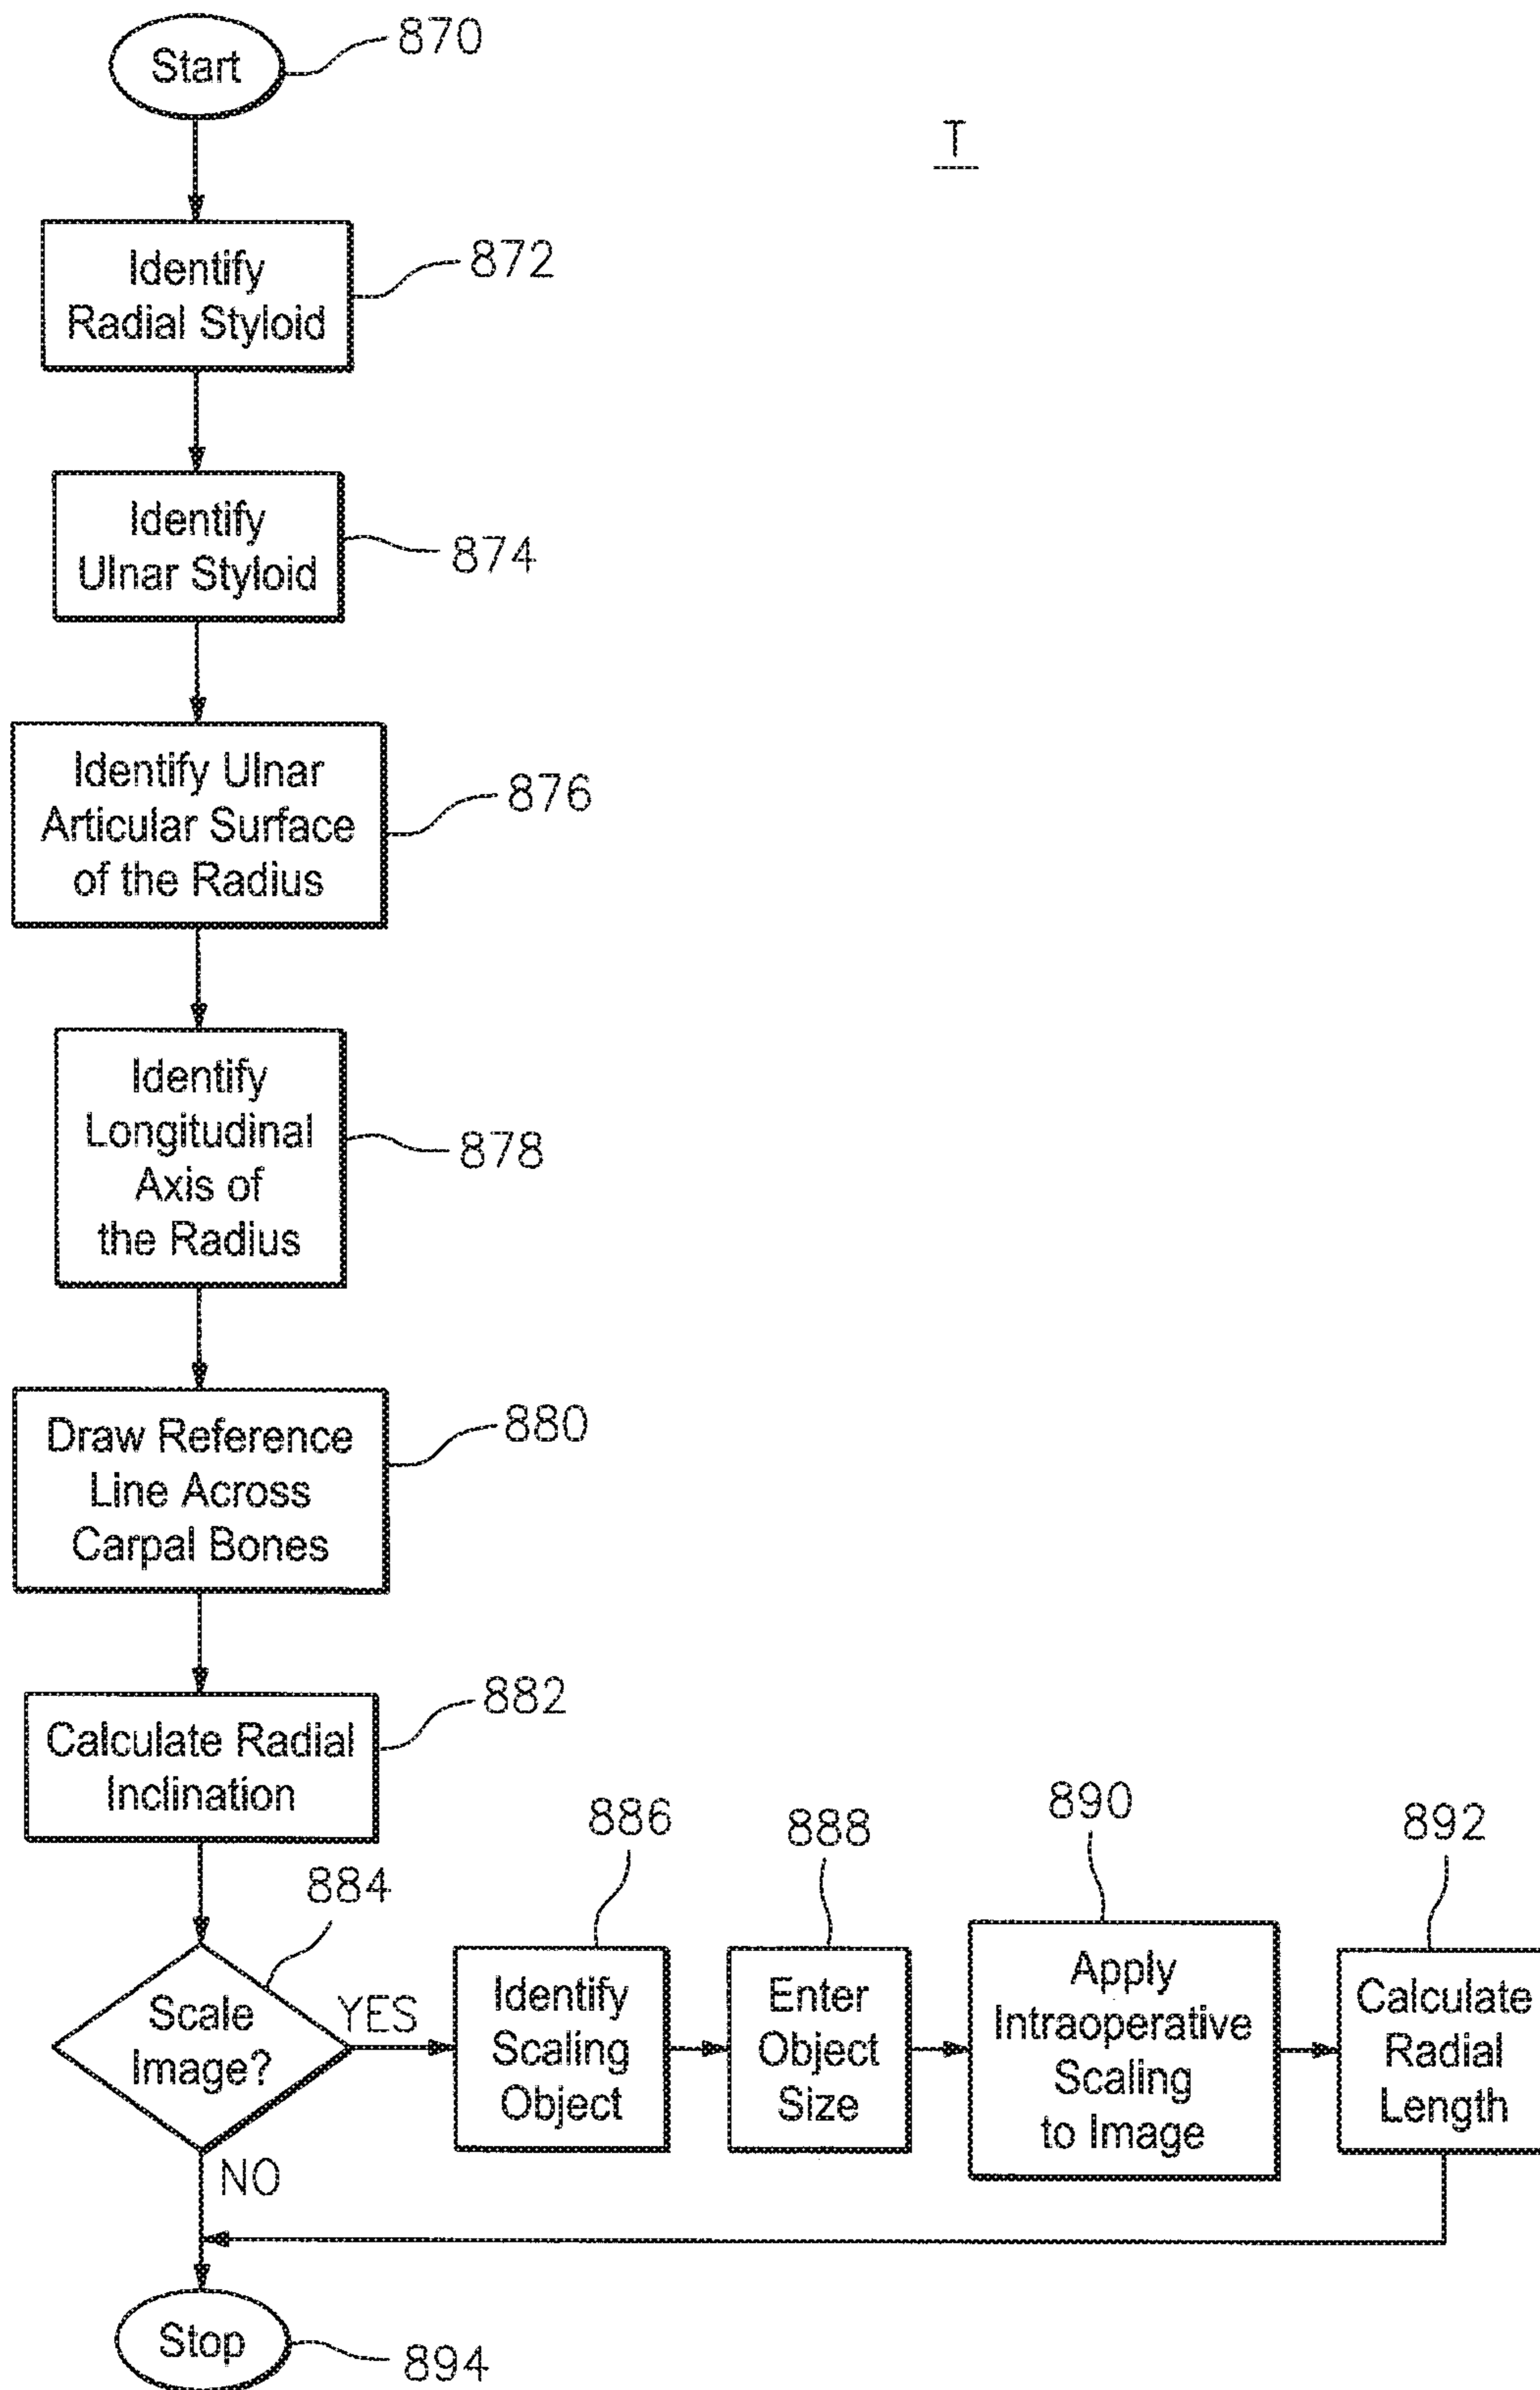 Start
870
T
Identify
Radial Styloid
872
Identify
Ulnar Styloid
874
Identify Ulnar
Articular Surface
of the Radius
876
Identify
Longitudinal
Axis of
the Radius
878
Draw Reference
Line Across
Carpal Bones
880
Calculate Radial
Inclination
882
884
Scale
Image?
YES
NO
886
Identify
Scaling
Object
888
Enter
Object
Size
890
Apply
Intraoperative
Scaling
to Image
892
Calculate
Radial
Length
Stop
894